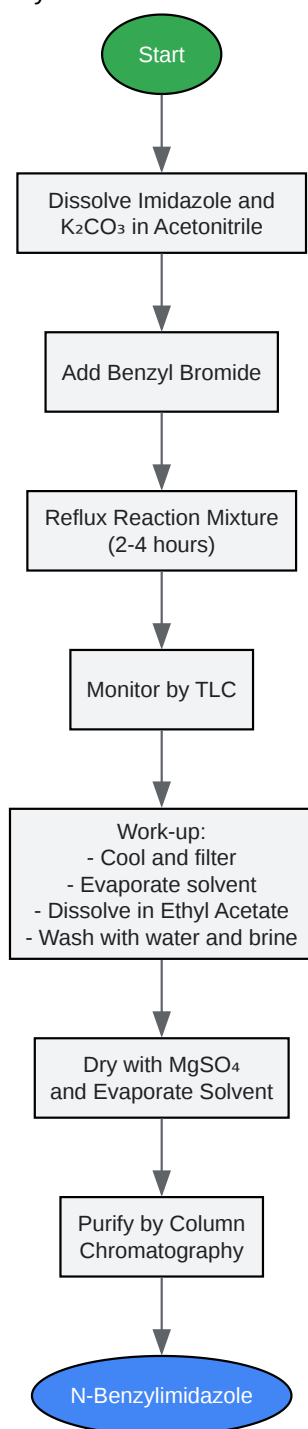 Start
Dissolve Imidazole and
K₂CO₃ in Acetonitrile
Add Benzyl Bromide
Reflux Reaction Mixture
(2-4 hours)
Monitor by TLC
Work-up:
- Cool and filter
- Evaporate solvent
- Dissolve in Ethyl Acetate
- Wash with water and brine
Dry with MgSO₄
and Evaporate Solvent
Purify by Column
Chromatography
N-Benzylimidazole